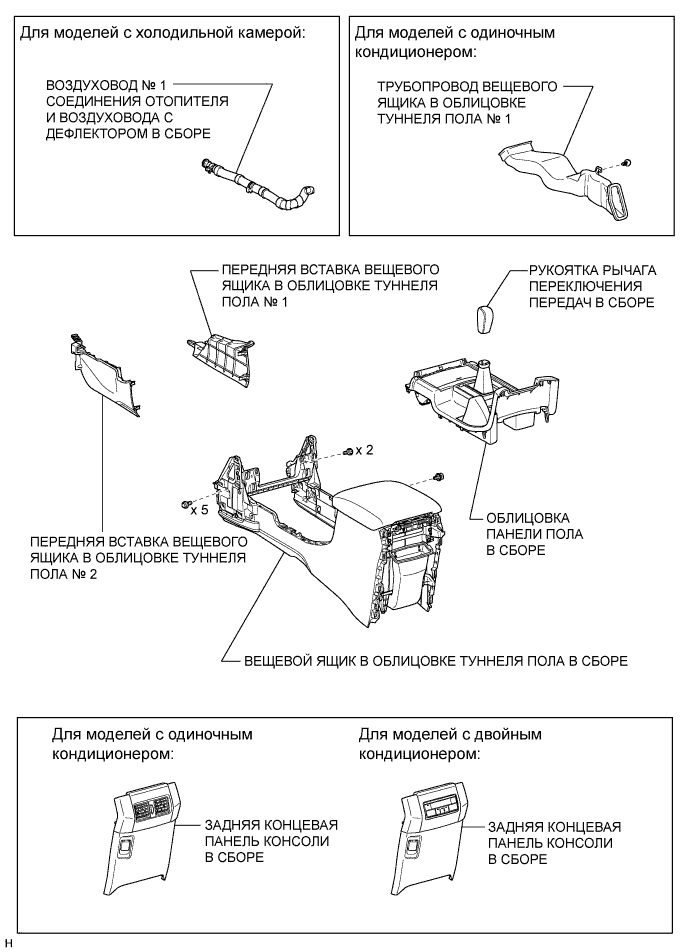 Для моделей с холодильной камерой:
ВОЗДУХОВОД № 1
СОЕДИНЕНИЯ ОТОПИТЕЛЯ
И ВОЗДУХОВОДА С
ДЕФЛЕКТОРОМ В СБОРЕ
Для моделей с одиночным
кондиционером:
ТРУБОПРОВОД ВЕЩЕВОГО
ЯЩИКА В ОБЛИЦОВКЕ
ТУННЕЛЯ ПОЛА № 1
ПЕРЕДНЯЯ ВСТАВКА ВЕЩЕВОГО
ЯЩИКА В ОБЛИЦОВКЕ ТУННЕЛЯ
ПОЛА № 1
РУКОЯТКА РЫЧАГА
ПЕРЕКЛЮЧЕНИЯ
ПЕРЕДАЧ В СБОРЕ
x 2
x 5
ОБЛИЦОВКА
ПАНЕЛИ ПОЛА
В СБОРЕ
ПЕРЕДНЯЯ ВСТАВКА ВЕЩЕВОГО
ЯЩИКА В ОБЛИЦОВКЕ ТУННЕЛЯ
ПОЛА № 2
ВЕЩЕВОЙ ЯЩИК В ОБЛИЦОВКЕ ТУННЕЛЯ ПОЛА В СБОРЕ
Для моделей с одиночным
кондиционером:
ЗАДНЯЯ КОНЦЕВАЯ
ПАНЕЛЬ КОНСОЛИ
В СБОРЕ
Для моделей с двойным
кондиционером:
ЗАДНЯЯ КОНЦЕВАЯ
ПАНЕЛЬ КОНСОЛИ
В СБОРЕ
H